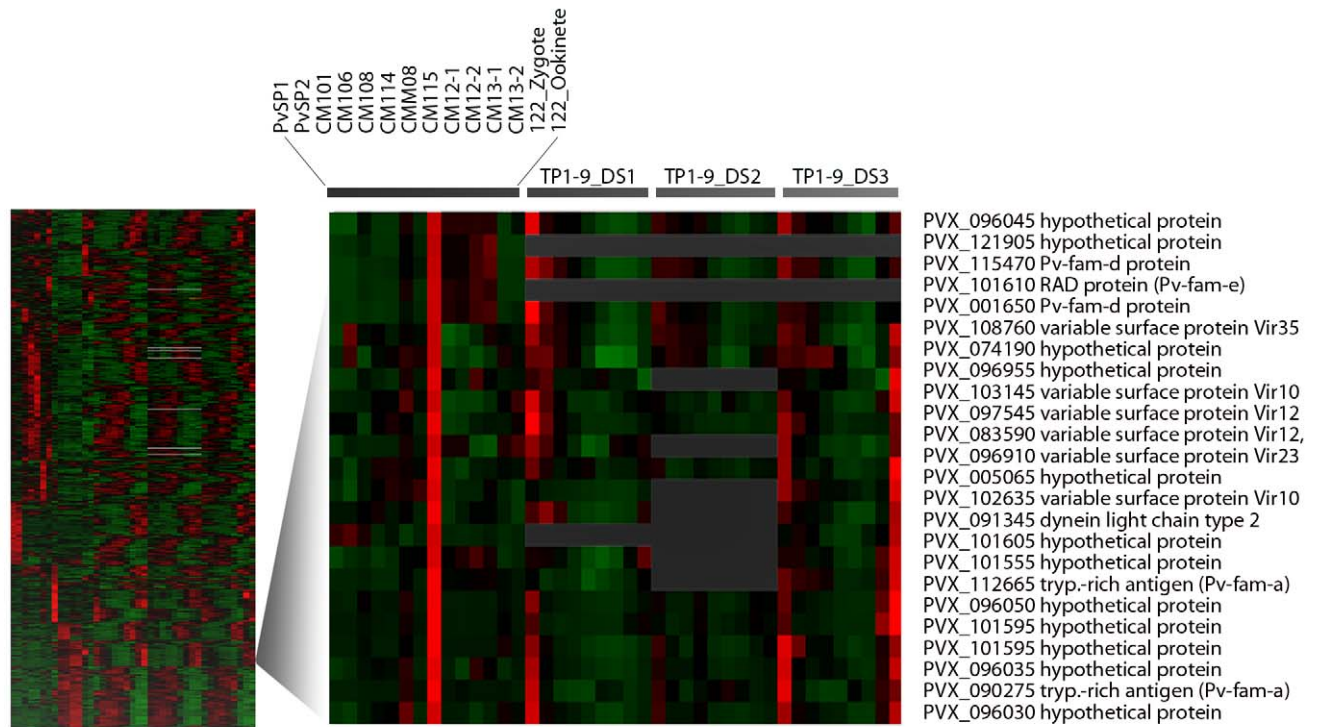 PvSP1
PvSP2
CM101
CM106
CM108
CM114
CMM08
CM115
CM12-1
CM12-2
CM13-1
CM13-2
122_Zygote
122_Ookinete
TP1-9_DS1
TP1-9_DS2
TP1-9_DS3
PVX_096045 hypothetical protein
PVX_121905 hypothetical protein
PVX_115470 Pv-fam-d protein
PVX_101610 RAD protein (Pv-fam-e)
PVX_001650 Pv-fam-d protein
PVX_108760 variable surface protein Vir35
PVX_074190 hypothetical protein
PVX_096955 hypothetical protein
PVX_103145 variable surface protein Vir10
PVX_097545 variable surface protein Vir12
PVX_083590 variable surface protein Vir12,
PVX_096910 variable surface protein Vir23
PVX_005065 hypothetical protein
PVX_102635 variable surface protein Vir10
PVX_091345 dynein light chain type 2
PVX_101605 hypothetical protein
PVX_101555 hypothetical protein
PVX_112665 tryp.-rich antigen (Pv-fam-a)
PVX_096050 hypothetical protein
PVX_101595 hypothetical protein
PVX_101595 hypothetical protein
PVX_096035 hypothetical protein
PVX_090275 tryp.-rich antigen (Pv-fam-a)
PVX_096030 hypothetical protein